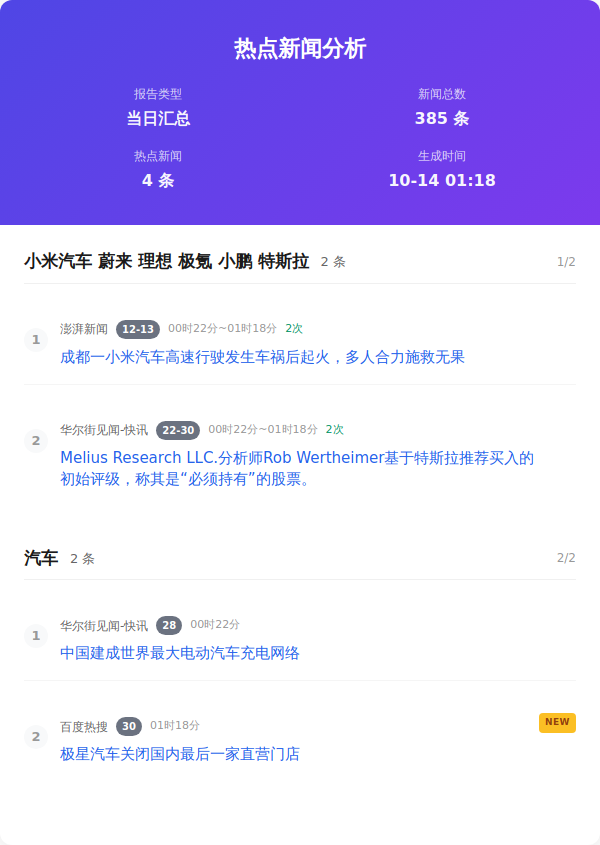 热点新闻分析
报告类型
新闻总数
当日汇总
385 条
热点新闻
生成时间
4 条
10-14 01:18
小米汽车 蔚来 理想 极氪 小鹏 特斯拉 2 条 1/2
1
澎湃新闻 12-13 00时22分~01时18分 2次
成都一小米汽车高速行驶发生车祸后起火，多人合力施救无果
2
华尔街见闻-快讯 22-30 00时22分~01时18分 2次
Melius Research LLC.分析师Rob Wertheimer基于特斯拉推荐买入的
初始评级，称其是“必须持有”的股票。
汽车 2 条 2/2
1
华尔街见闻-快讯 28 00时22分
中国建成世界最大电动汽车充电网络
2
百度热搜 30 01时18分 NEW
极星汽车关闭国内最后一家直营门店